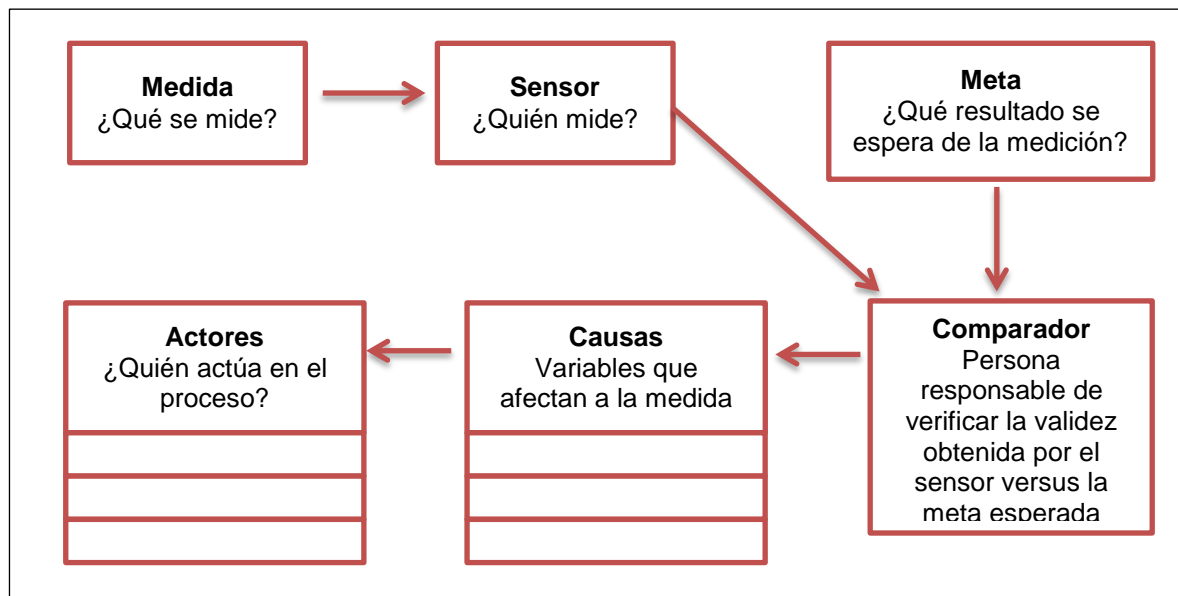 Medida
¿Qué se mide?
Sensor
¿Quién mide?
Meta
¿Qué resultado se
espera de la medición?
Actores
¿Quién actúa en el
proceso?
Causas
Variables que
afectan a la medida
Comparador
Persona
responsable de
verificar la validez
obtenida por el
sensor versus la
meta esperada